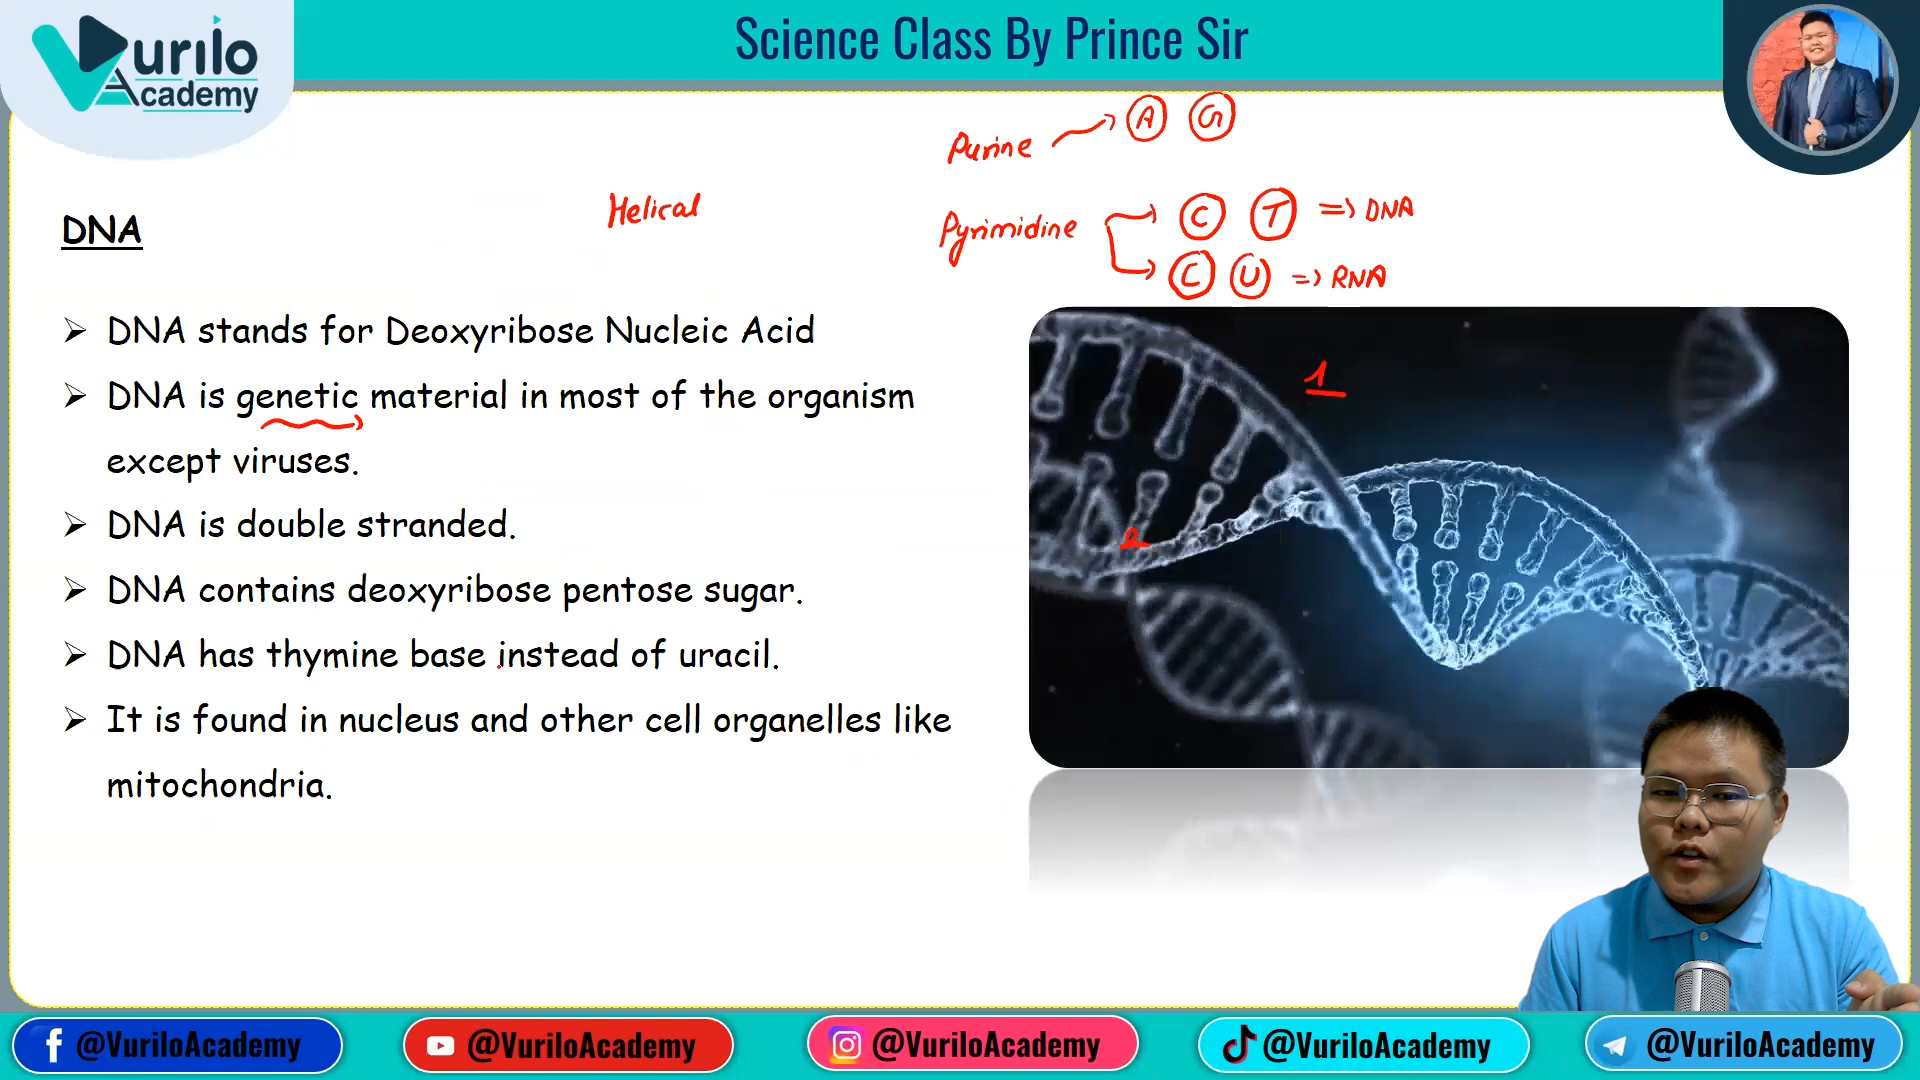 Vurilo
Academy
Science Class By Prince Sir
Purine A G
Helical
Pyrimidine C T => DNA
C U => RNA
DNA
➢ DNA stands for Deoxyribose Nucleic Acid
➢ DNA is genetic material in most of the organism
except viruses.
➢ DNA is double stranded.
➢ DNA contains deoxyribose pentose sugar.
➢ DNA has thymine base instead of uracil.
➢ It is found in nucleus and other cell organelles like
mitochondria.
1
2
@VuriloAcademy
@VuriloAcademy
@VuriloAcademy
@VuriloAcademy
@VuriloAcademy